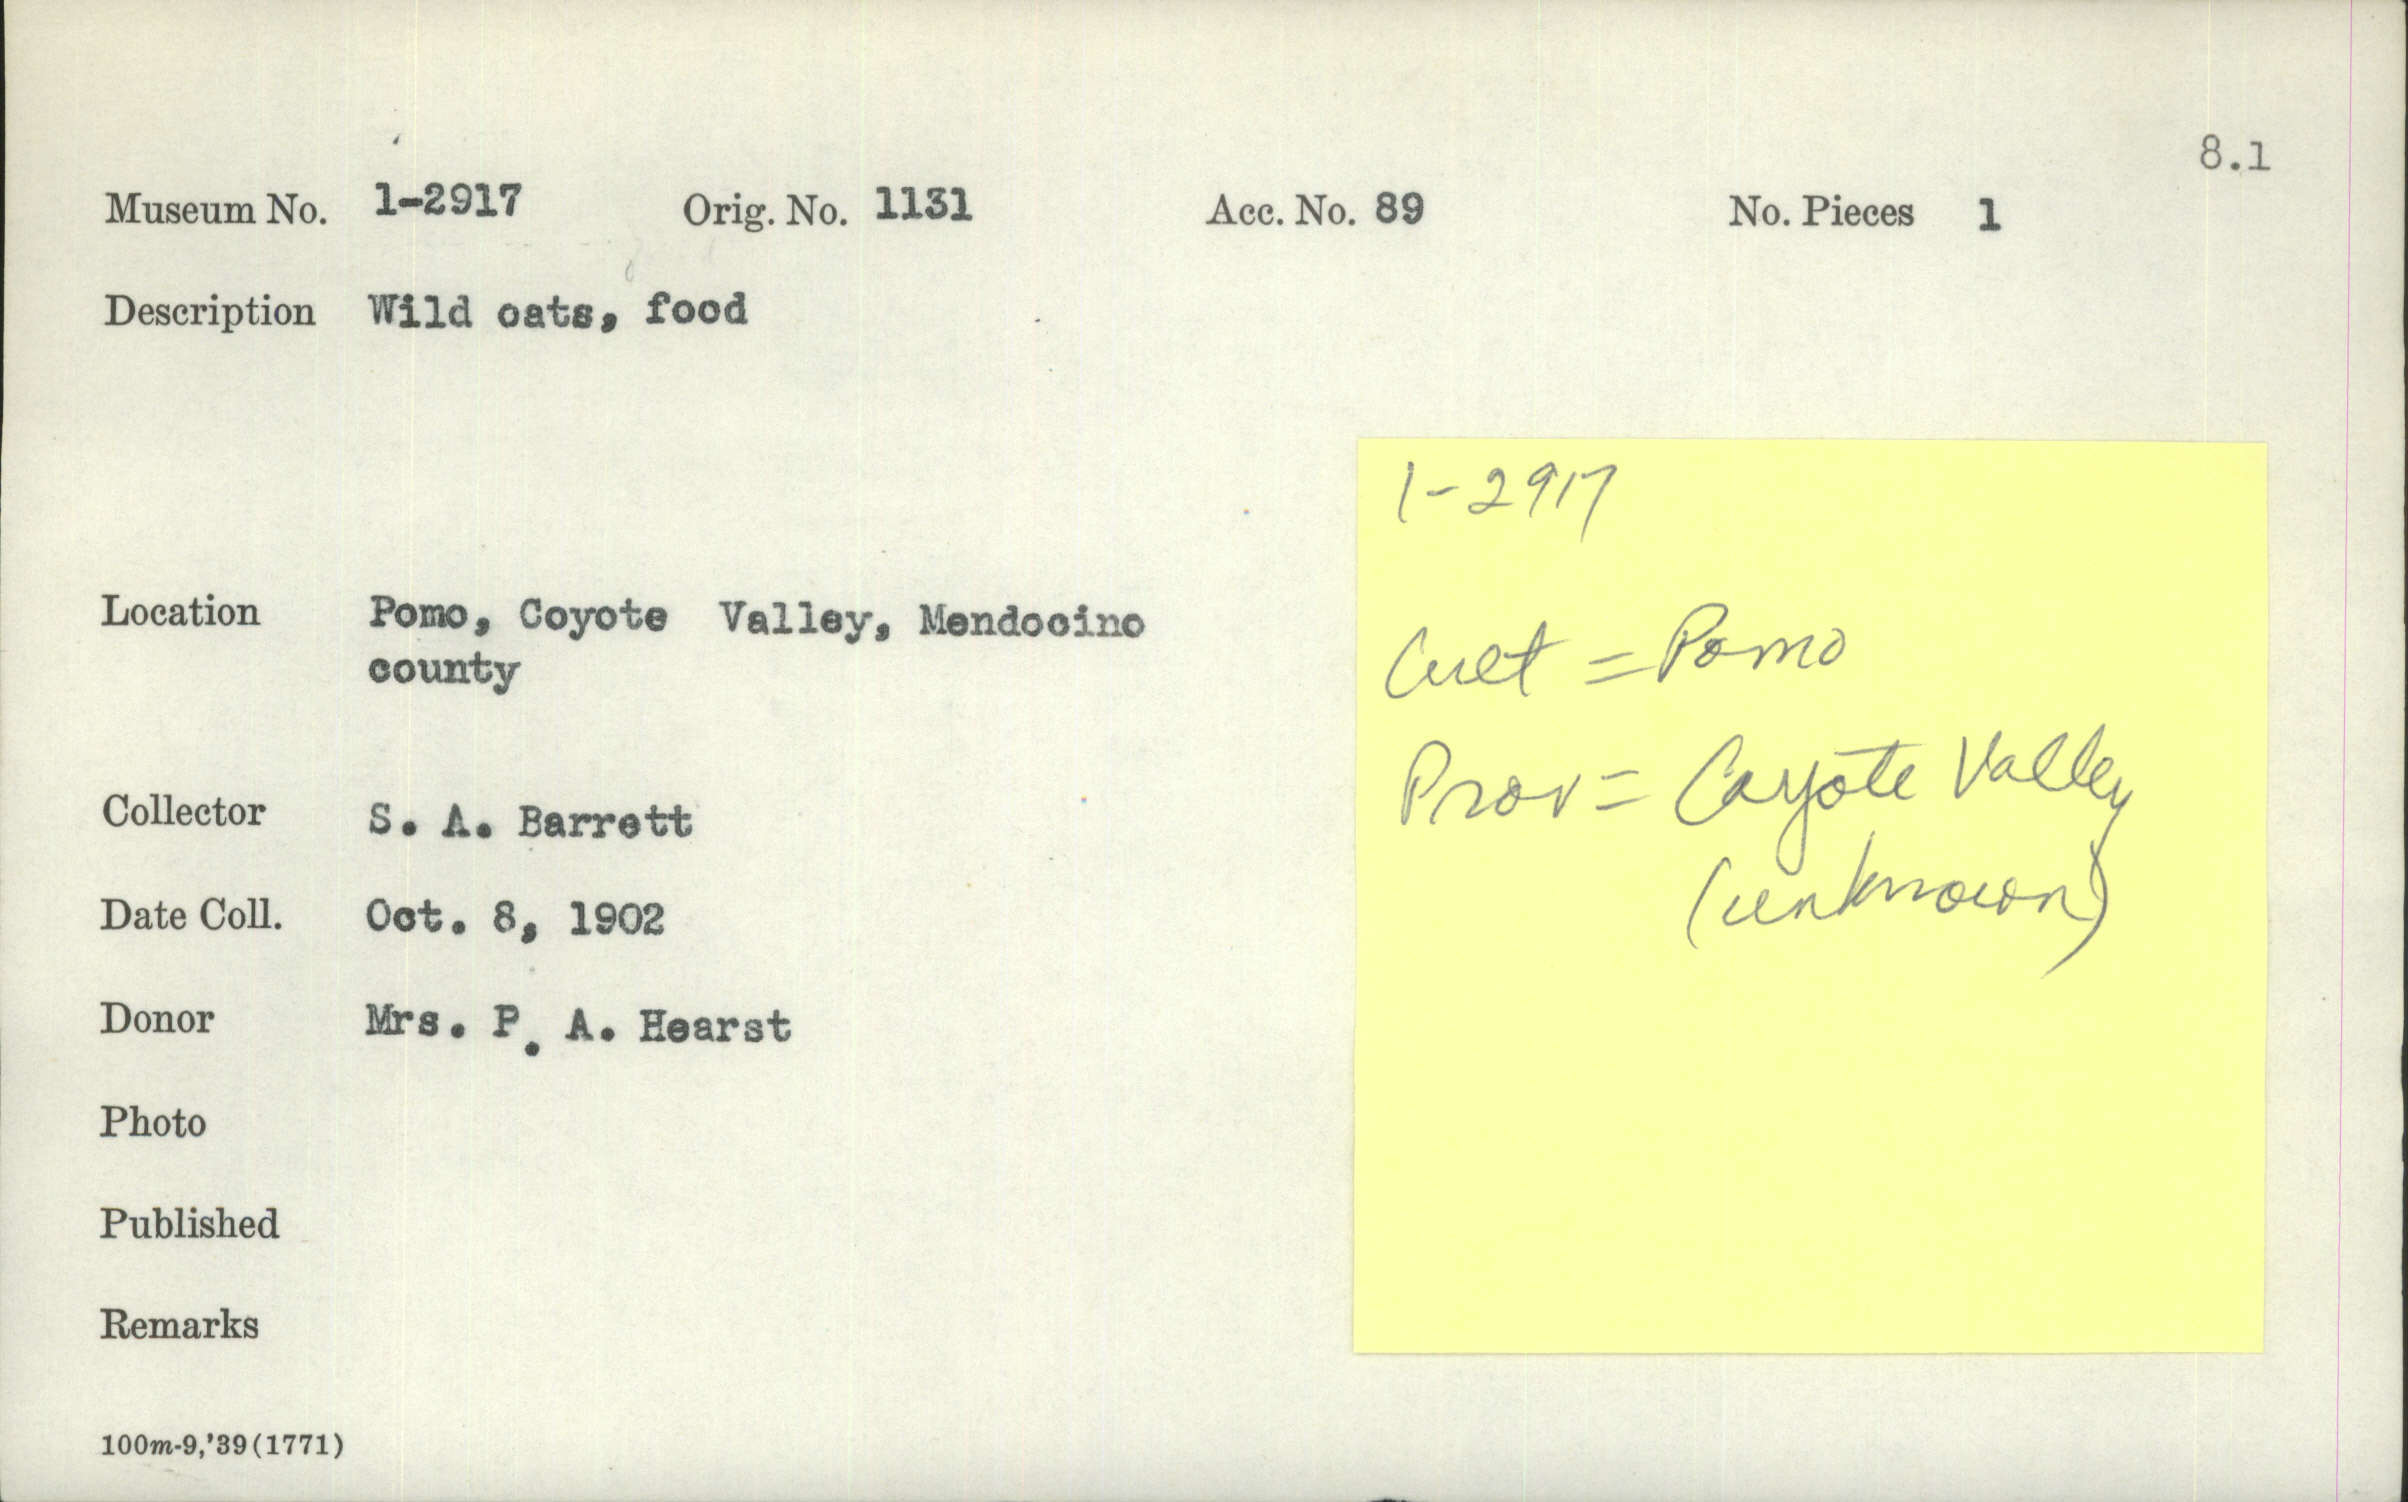 8.1
Museum No. 1-2917 Orig. No. 1131 Acc. No. 89 No. Pieces 1
Description Wild oats, food
Location Pomo, Coyote Valley, Mendocino
county
Collector S. A. Barrett
Date Coll. Oct. 8, 1902
Donor Mrs. P. A. Hearst
Photo
Published
Remarks
100m-9,'39(1771)
1-2917
Cult = Pomo
Prov = Coyote Valley
(unknown)